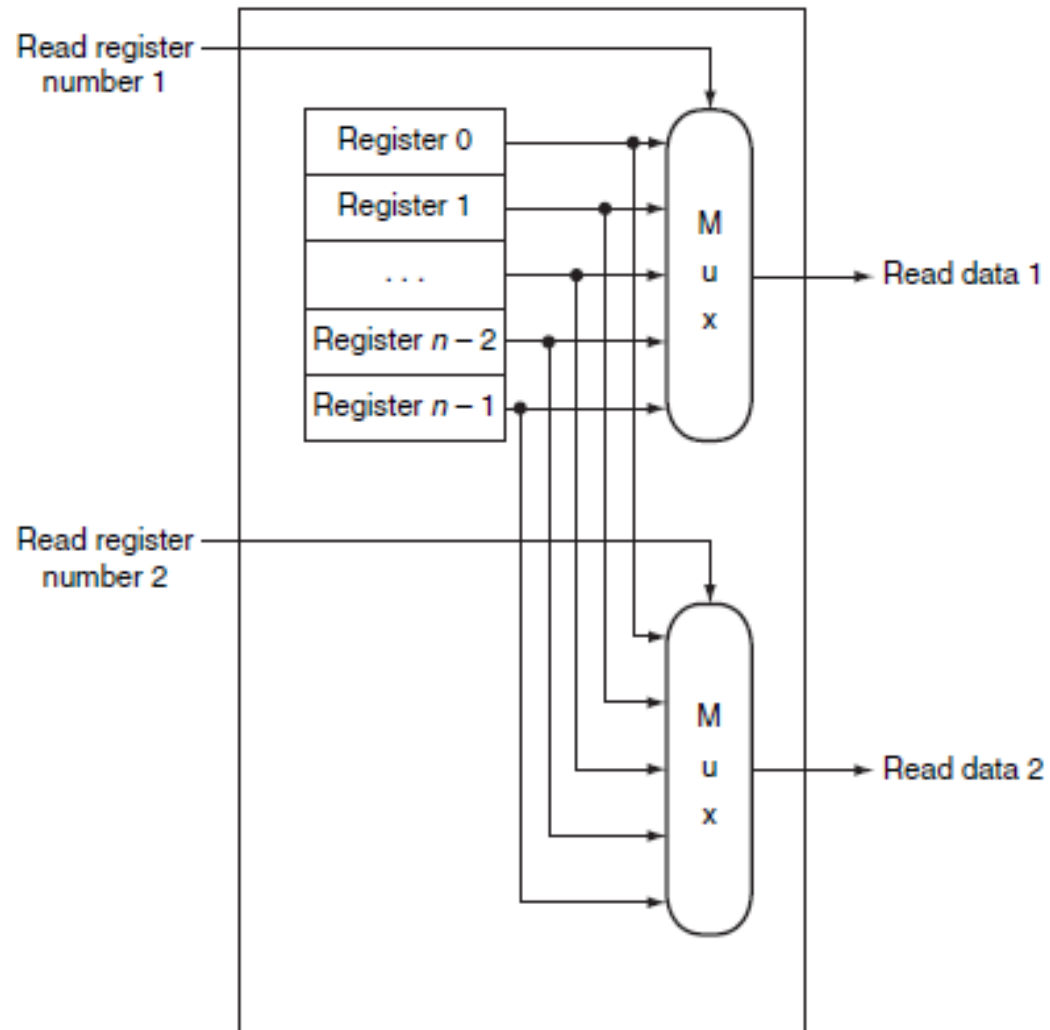 Read register
number 1
Register 0
Register 1
. . .
Register n – 2
Register n – 1
M
u
x
Read data 1
Read register
number 2
M
u
x
Read data 2